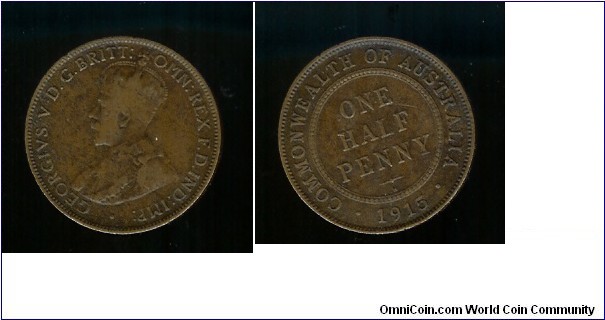 GEORGIVS V D.G.BRITT: OMN: REX F.D.IND:IMP:
COMMONWEALTH OF AUSTRALIA
ONE
HALF
PENNY
· 1915 ·
OmniCoin.com World Coin Community